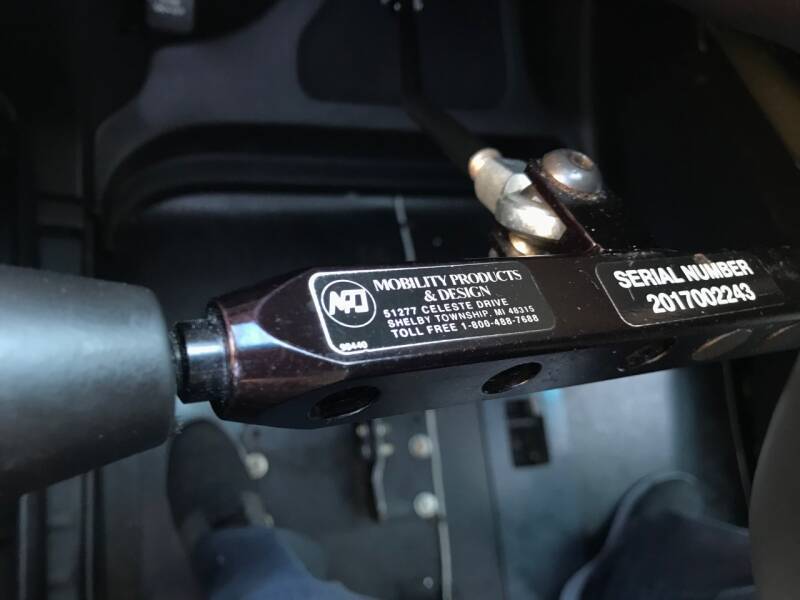 MOBILITY PRODUCTS
& DESIGN
51277 CELESTE DRIVE
SHELBY TOWNSHIP, MI 48315
TOLL FREE 1-800-488-7688
98440
SERIAL NUMBER
2017002243